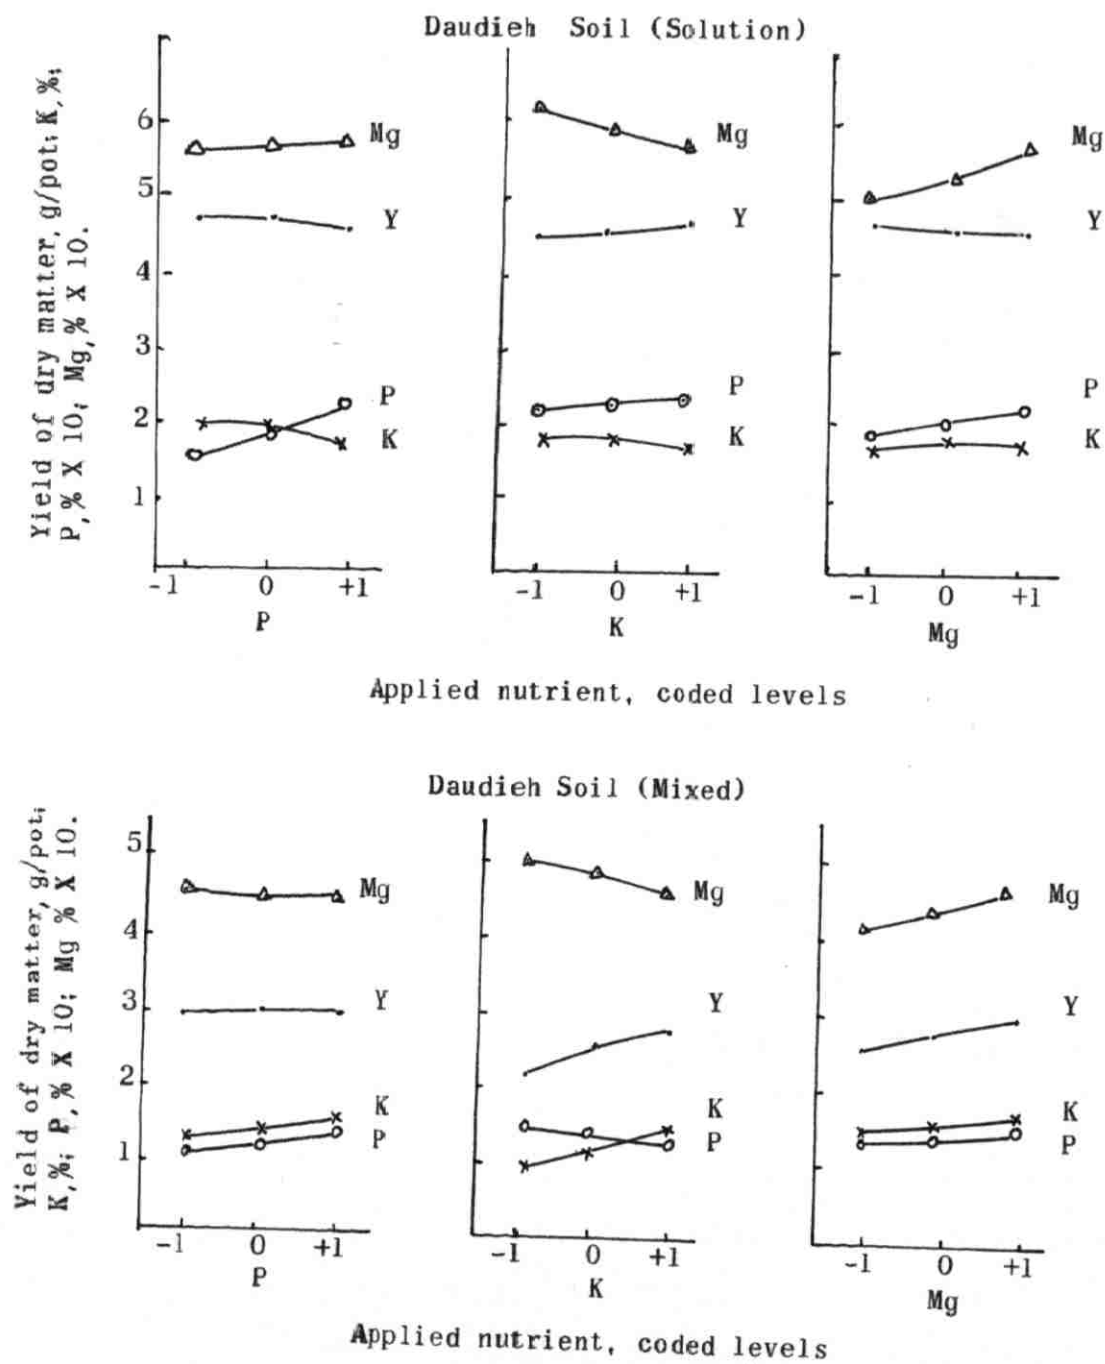 Daudieh Soil (Solution)
Yield of dry matter, g/pot; K,%;
P,% X 10; Mg,% X 10.
6
5
4
3
2
1
Mg
Y
P
K
-1 0 +1
P
Mg
Y
P
K
-1 0 +1
K
Mg
Y
P
K
-1 0 +1
Mg
Applied nutrient, coded levels
Daudieh Soil (Mixed)
Yield of dry matter, g/pot;
K,%; P,% X 10; Mg % X 10.
5
4
3
2
1
Mg
Y
K
P
-1 0 +1
P
Mg
Y
K
P
-1 0 +1
K
Mg
Y
K
P
-1 0 +1
Mg
Applied nutrient, coded levels